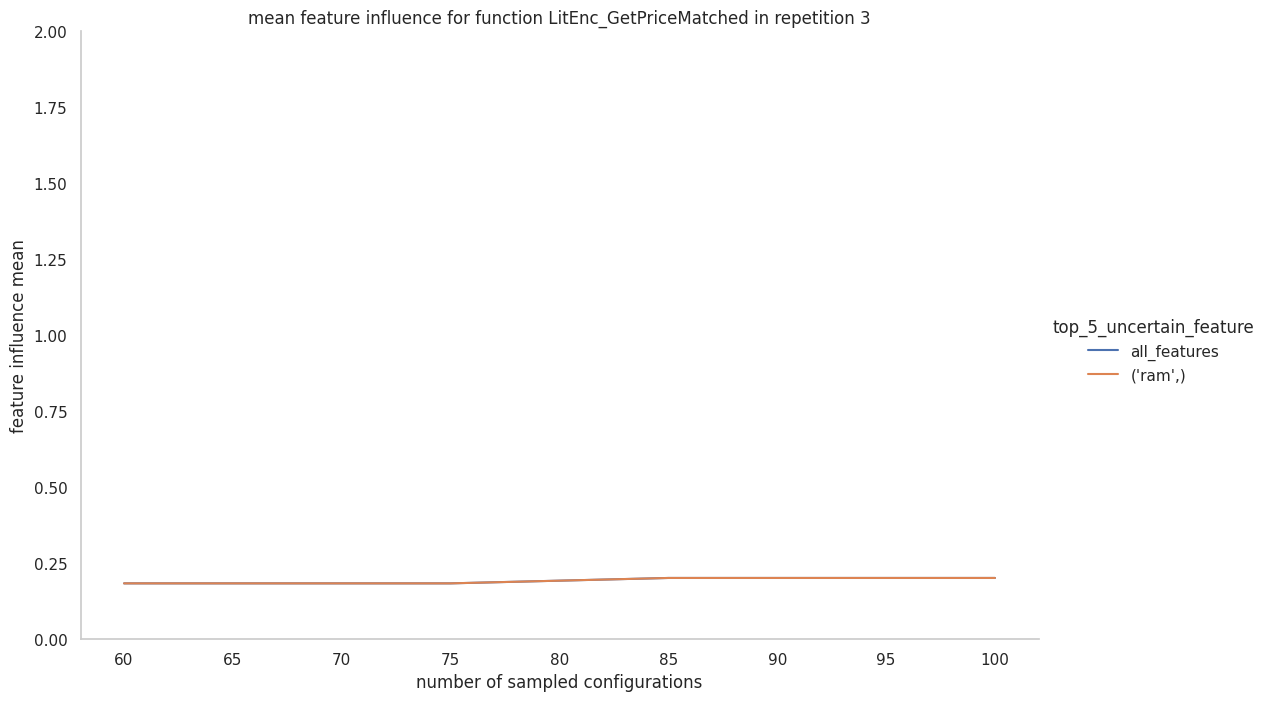 mean feature influence for function LitEnc_GetPriceMatched in repetition 3
2.00
1.75
1.50
1.25
1.00
0.75
0.50
0.25
0.00
feature influence mean
60 65 70 75 80 85 90 95 100
number of sampled configurations
top_5_uncertain_feature
all_features
('ram',)